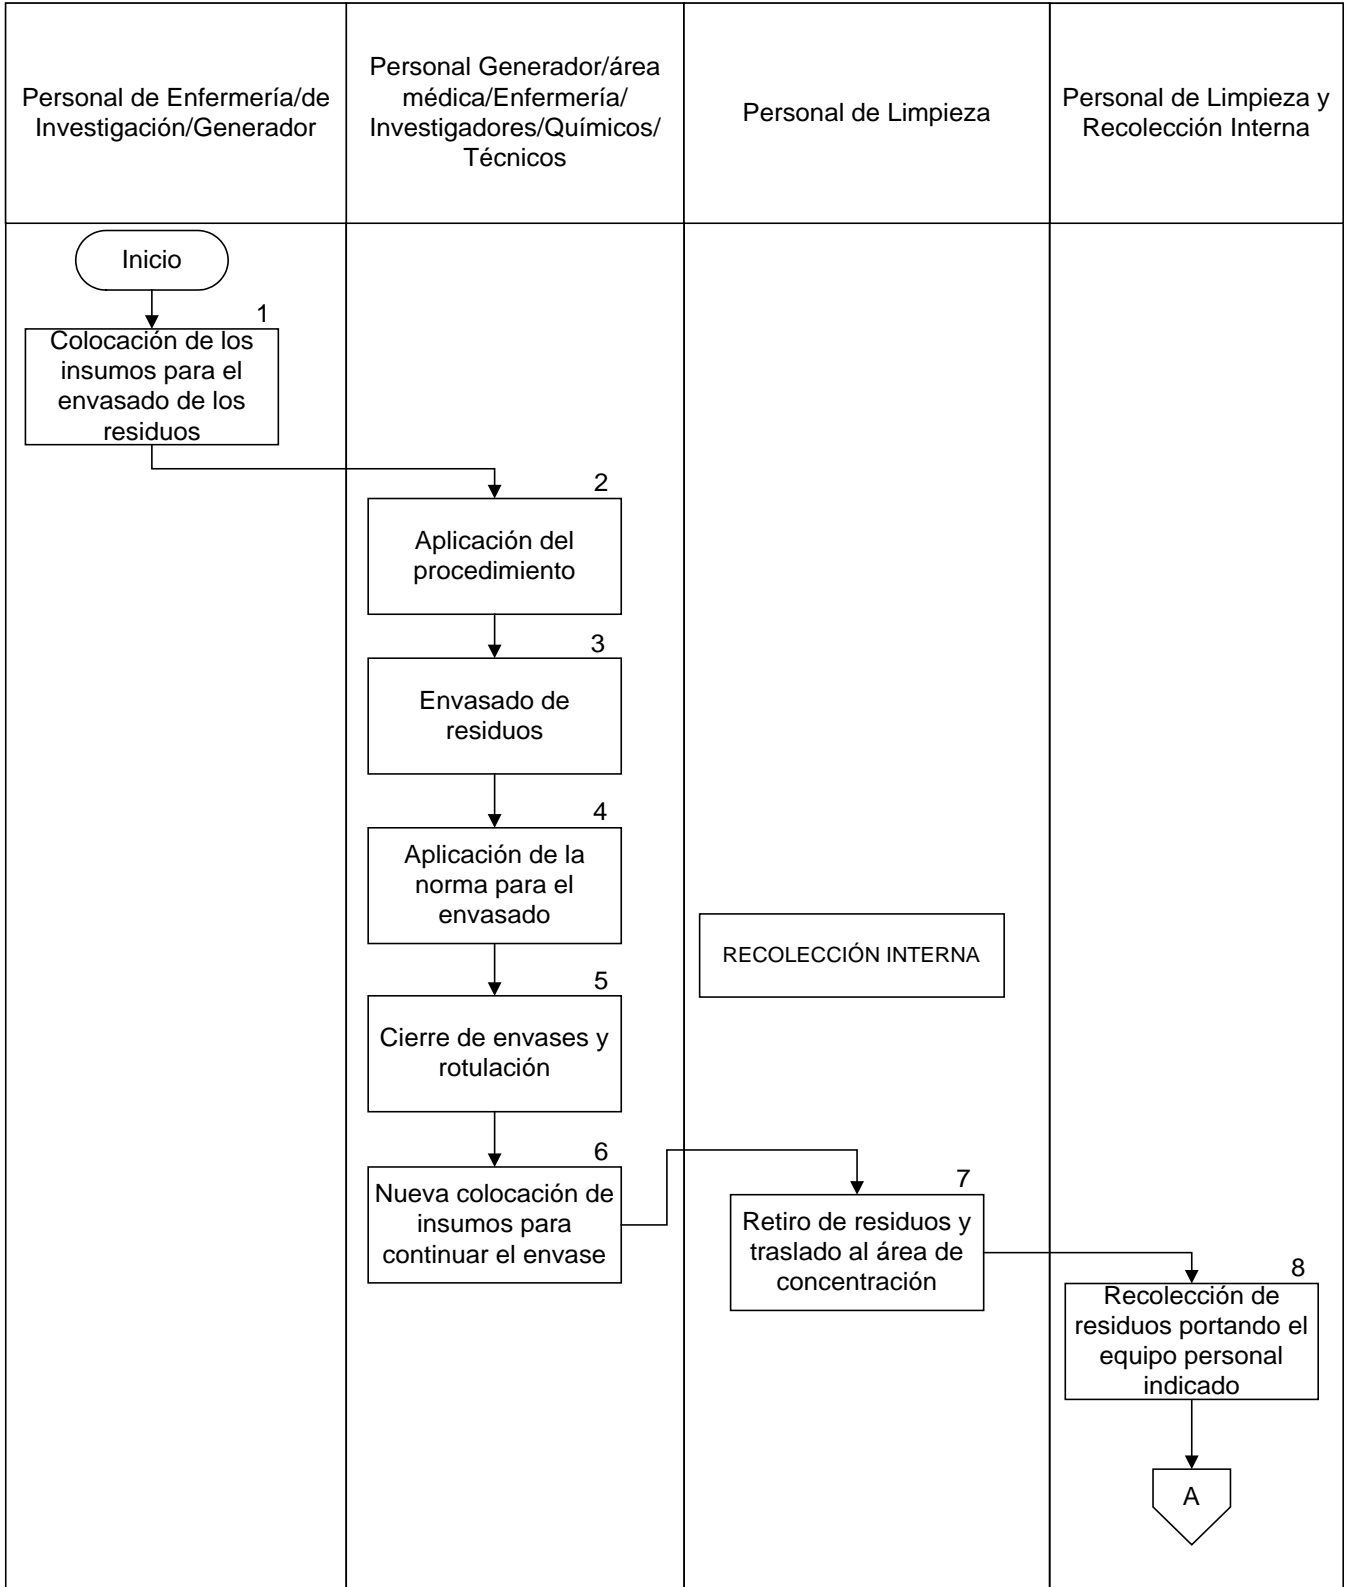 Personal de Enfermería/de
Investigación/Generador
Personal Generador/área
médica/Enfermería/
Investigadores/Químicos/
Técnicos
Personal de Limpieza
Personal de Limpieza y
Recolección Interna
Inicio
1
Colocación de los
insumos para el
envasado de los
residuos
2
Aplicación del
procedimiento
3
Envasado de
residuos
4
Aplicación de la
norma para el
envasado
RECOLECCIÓN INTERNA
5
Cierre de envases y
rotulación
6
Nueva colocación de
insumos para
continuar el envase
7
Retiro de residuos y
traslado al área de
concentración
8
Recolección de
residuos portando el
equipo personal
indicado
A